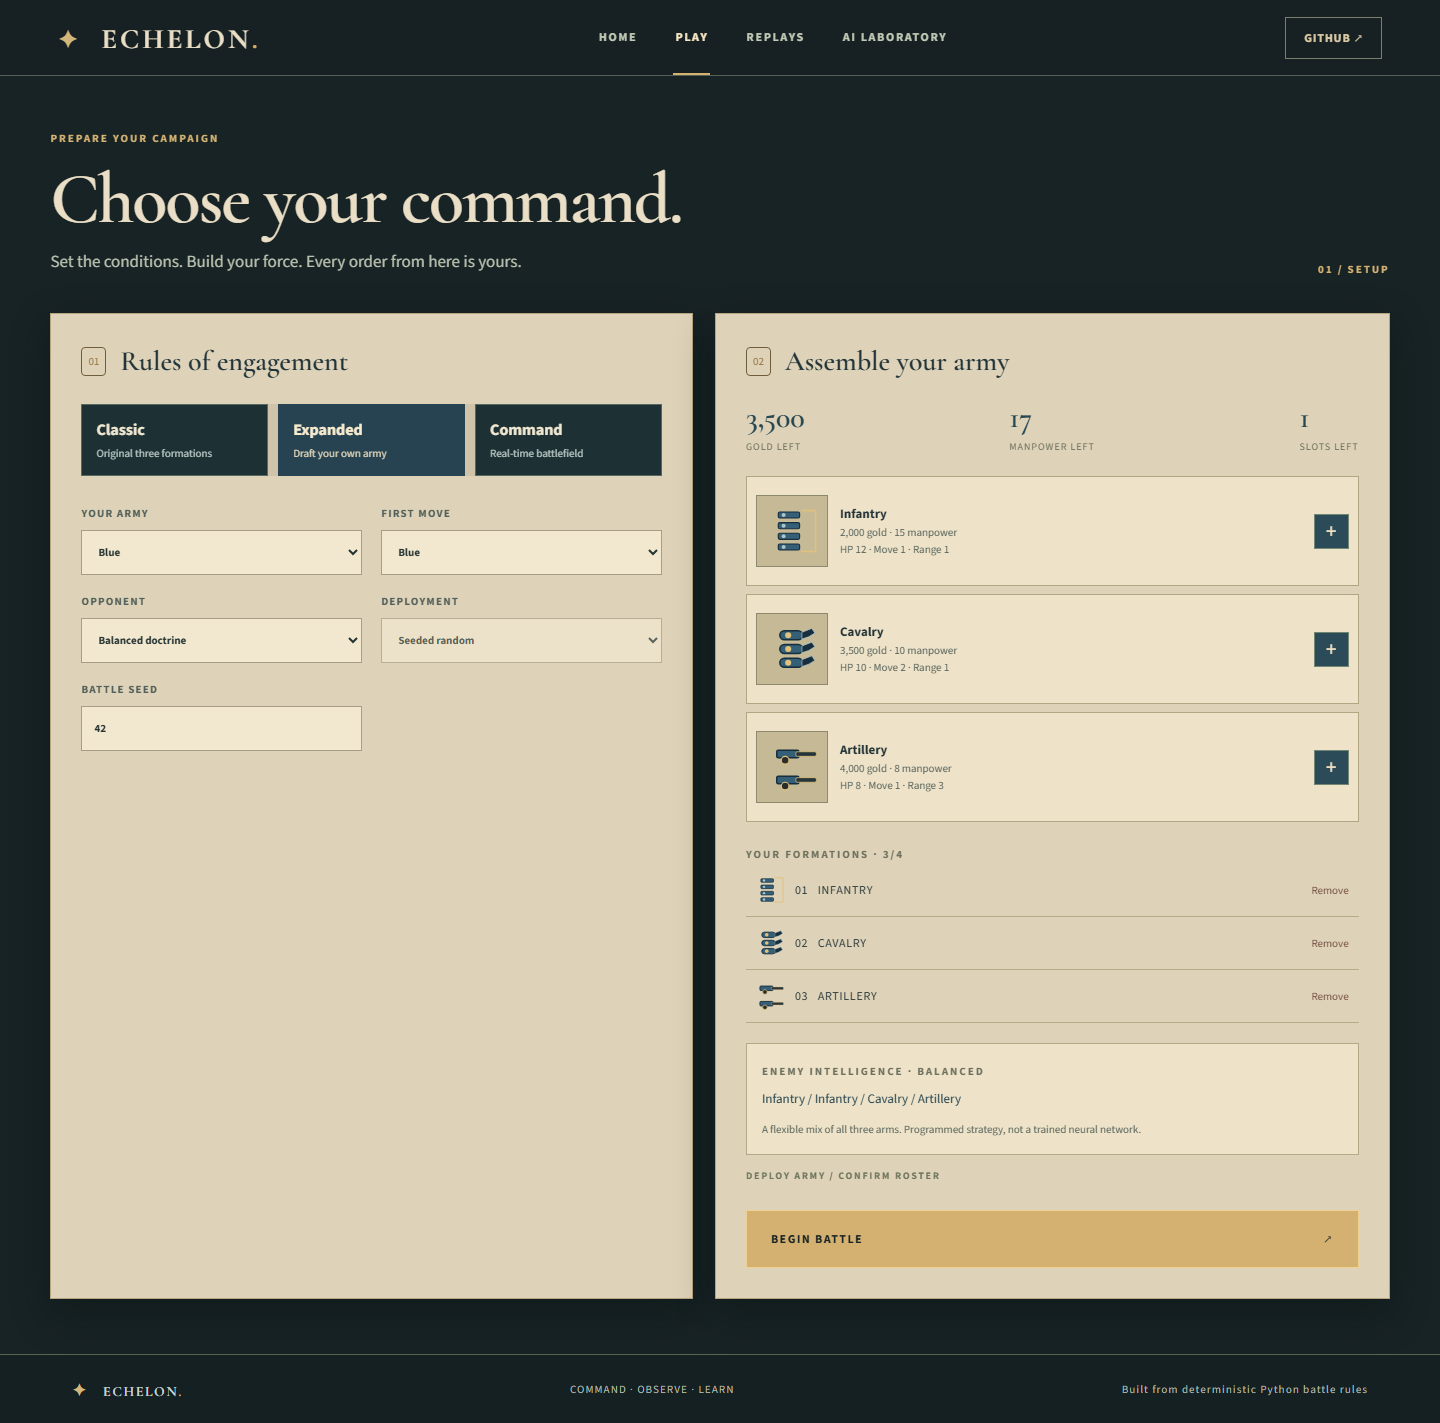 ECHELON.
HOME
PLAY
REPLAYS
AI LABORATORY
GITHUB ↗
PREPARE YOUR CAMPAIGN
Choose your command.
Set the conditions. Build your force. Every order from here is yours.
01 / SETUP
01 Rules of engagement
Classic
Original three formations
Expanded
Draft your own army
Command
Real-time battlefield
YOUR ARMY
Blue
FIRST MOVE
Blue
OPPONENT
Balanced doctrine
DEPLOYMENT
Seeded random
BATTLE SEED
42
02 Assemble your army
3,500
GOLD LEFT
17
MANPOWER LEFT
1
SLOTS LEFT
Infantry
2,000 gold · 15 manpower
HP 12 · Move 1 · Range 1
+
Cavalry
3,500 gold · 10 manpower
HP 10 · Move 2 · Range 1
+
Artillery
4,000 gold · 8 manpower
HP 8 · Move 1 · Range 3
+
YOUR FORMATIONS · 3/4
01 INFANTRY Remove
02 CAVALRY Remove
03 ARTILLERY Remove
ENEMY INTELLIGENCE · BALANCED
Infantry / Infantry / Cavalry / Artillery
A flexible mix of all three arms. Programmed strategy, not a trained neural network.
DEPLOY ARMY / CONFIRM ROSTER
BEGIN BATTLE ↗
ECHELON.
COMMAND · OBSERVE · LEARN
Built from deterministic Python battle rules